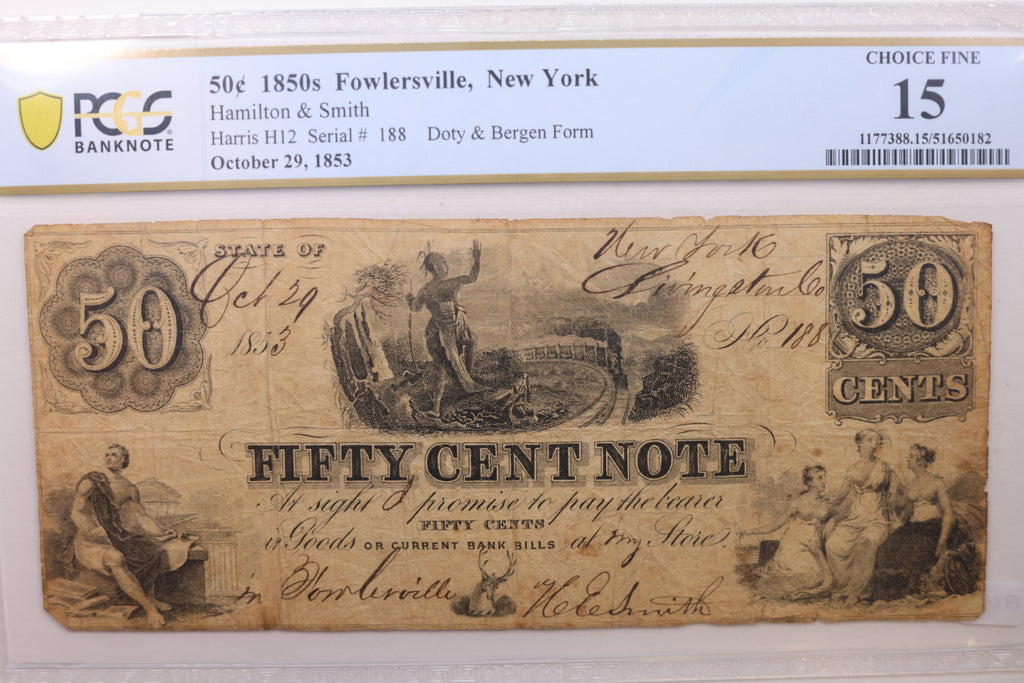 50¢ 1850s Fowlersville, New York
Hamilton & Smith
Harris H12 Serial # 188 Doty & Bergen Form
October 29, 1853
PCGS
BANKNOTE
CHOICE FINE
15
1177388.15/51650182
50
STATE OF New York
Oct 29 Livingston Co
1853 No 188
50
CENTS
FIFTY CENT NOTE
At sight I promise to pay the bearer
FIFTY CENTS
in Goods OR CURRENT BANK BILLS at my Store.
in Fowlersville H E Smith